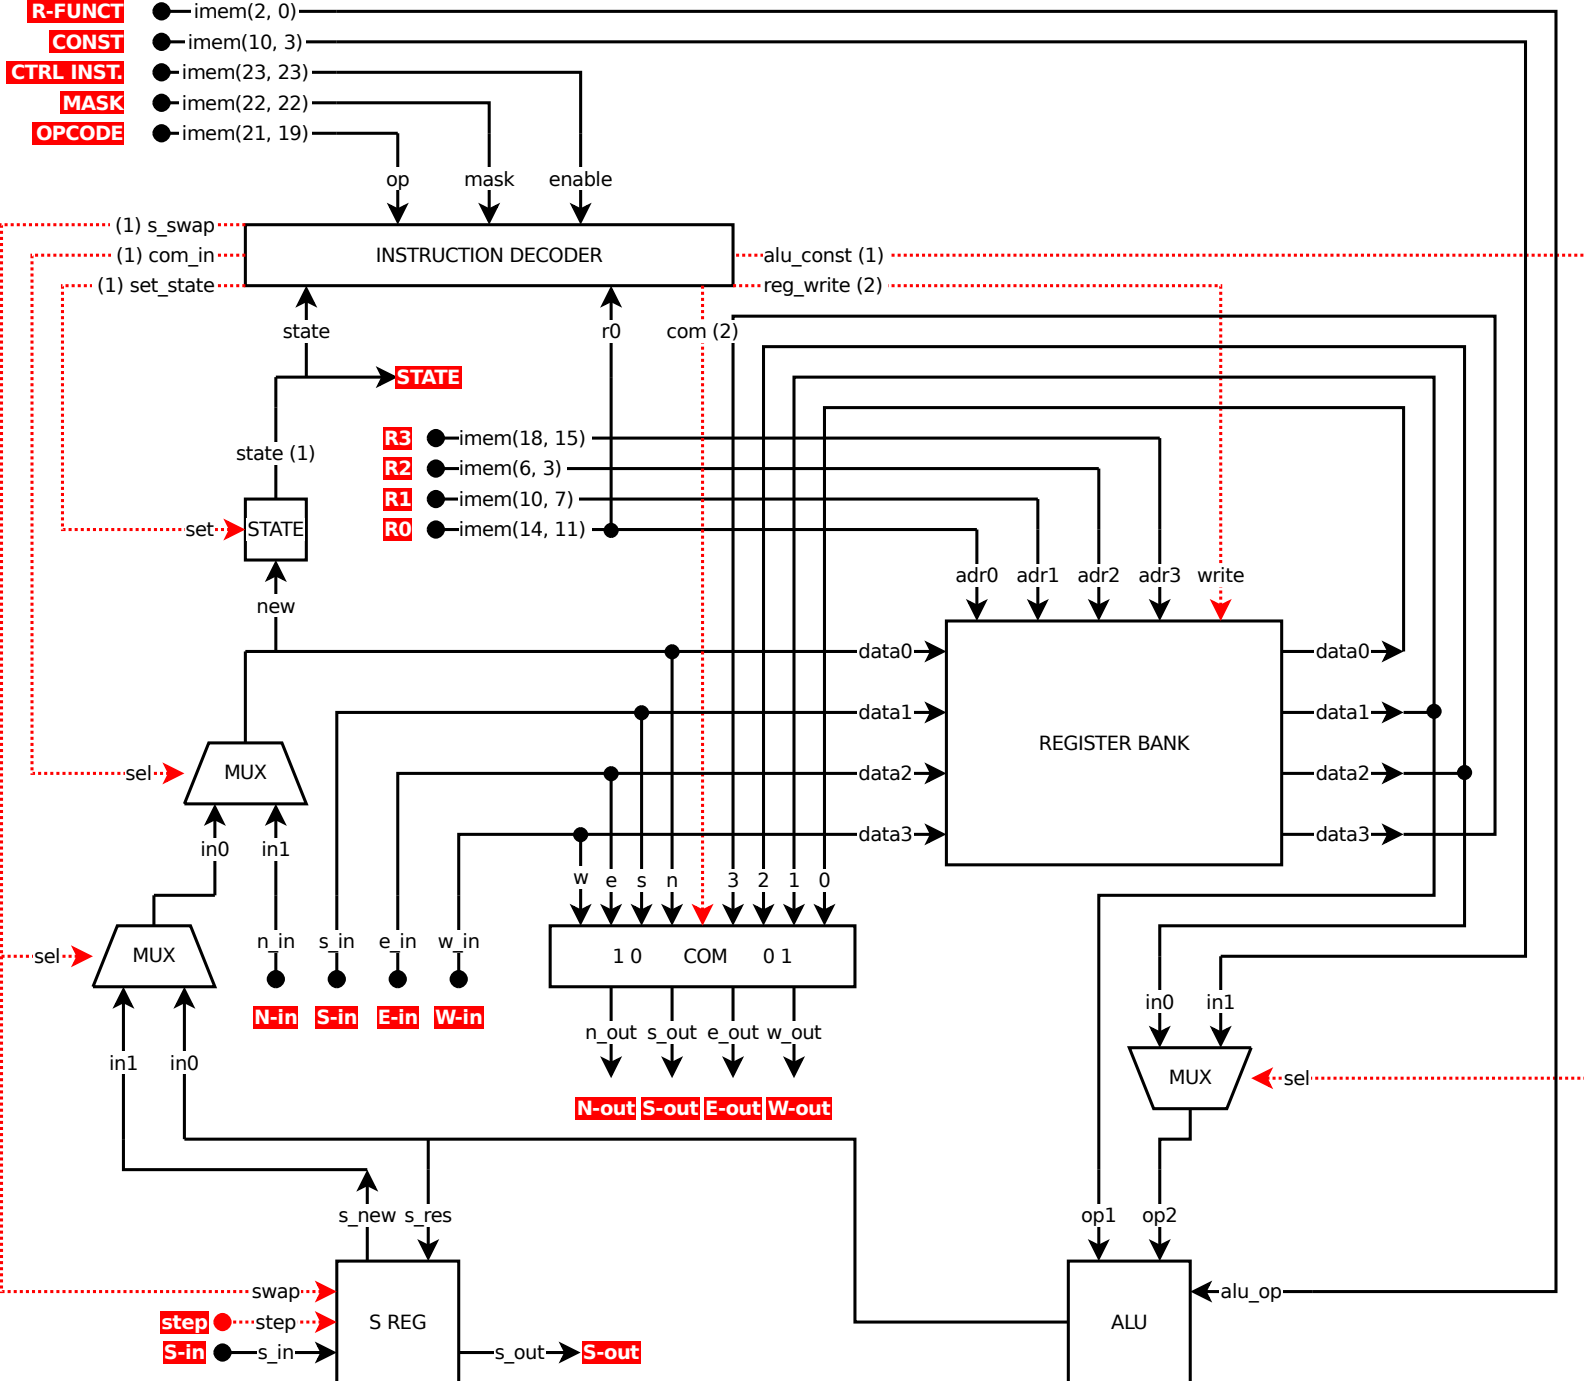 R-FUNCT imem(2, 0)
CONST imem(10, 3)
CTRL INST. imem(23, 23)
MASK imem(22, 22)
OPCODE imem(21, 19)
op mask enable
(1) s_swap
INSTRUCTION DECODER
(1) com_in alu_const (1)
(1) set_state reg_write (2)
state r0 com (2)
STATE
R3 imem(18, 15)
state (1)
R2 imem(6, 3)
R1 imem(10, 7)
set STATE R0 imem(14, 11)
adr0 adr1 adr2 adr3 write
new
data0 data0
data1 data1
REGISTER BANK
sel MUX data2 data2
data3 data3
in0 in1
w e s n 3 2 1 0
n_in s_in e_in w_in
sel MUX 1 0 COM 0 1
in0 in1
N-in S-in E-in W-in
n_out s_out e_out w_out
in1 in0
MUX sel
N-out S-out E-out W-out
s_new s_res op1 op2
swap alu_op
step step S REG ALU
S-in s_in s_out S-out